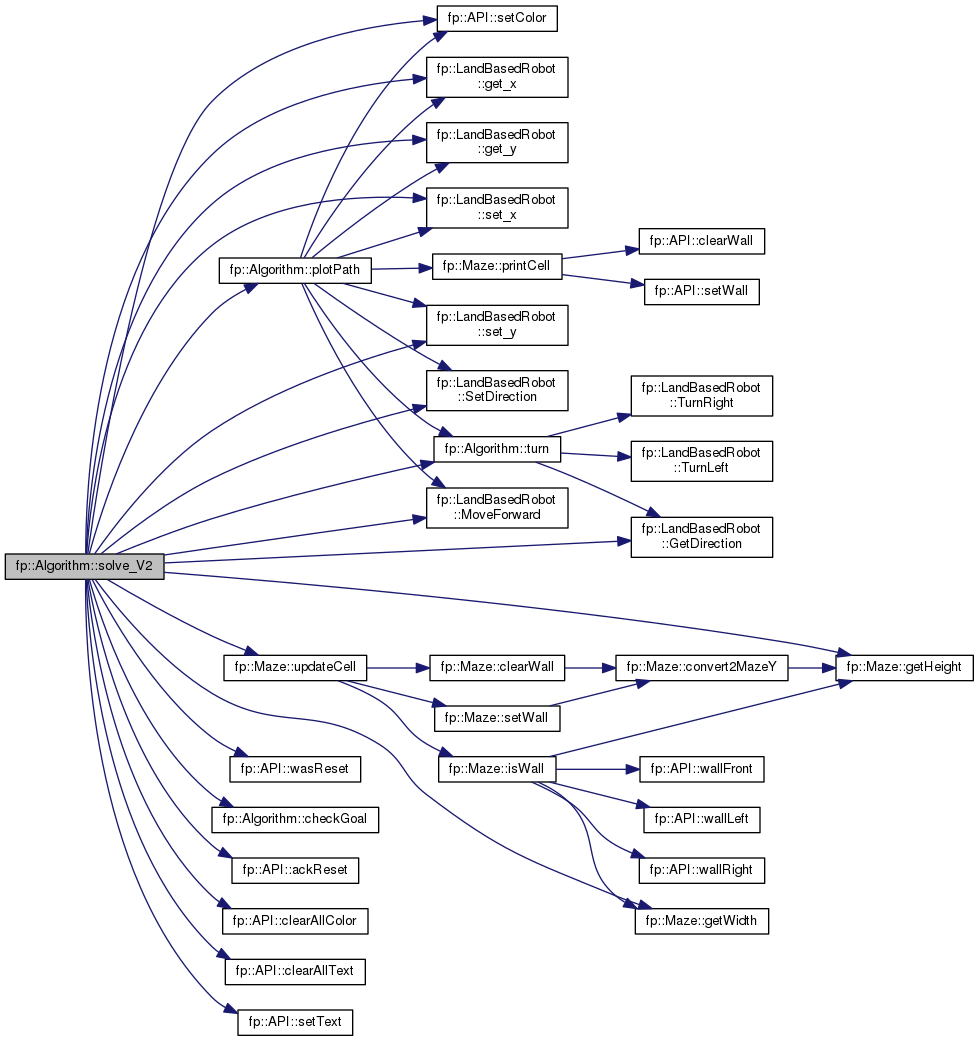 fp::API::setColor
fp::LandBasedRobot
::get_x
fp::LandBasedRobot
::get_y
fp::LandBasedRobot
::set_x
fp::API::clearWall
fp::Algorithm::plotPath
fp::Maze::printCell
fp::API::setWall
fp::LandBasedRobot
::set_y
fp::LandBasedRobot
::SetDirection
fp::LandBasedRobot
::TurnRight
fp::Algorithm::turn
fp::LandBasedRobot
::TurnLeft
fp::LandBasedRobot
::MoveForward
fp::LandBasedRobot
::GetDirection
fp::Algorithm::solve_V2
fp::Maze::updateCell
fp::Maze::clearWall
fp::Maze::convert2MazeY
fp::Maze::getHeight
fp::Maze::setWall
fp::API::wasReset
fp::Maze::isWall
fp::API::wallFront
fp::Algorithm::checkGoal
fp::API::wallLeft
fp::API::ackReset
fp::API::wallRight
fp::API::clearAllColor
fp::Maze::getWidth
fp::API::clearAllText
fp::API::setText